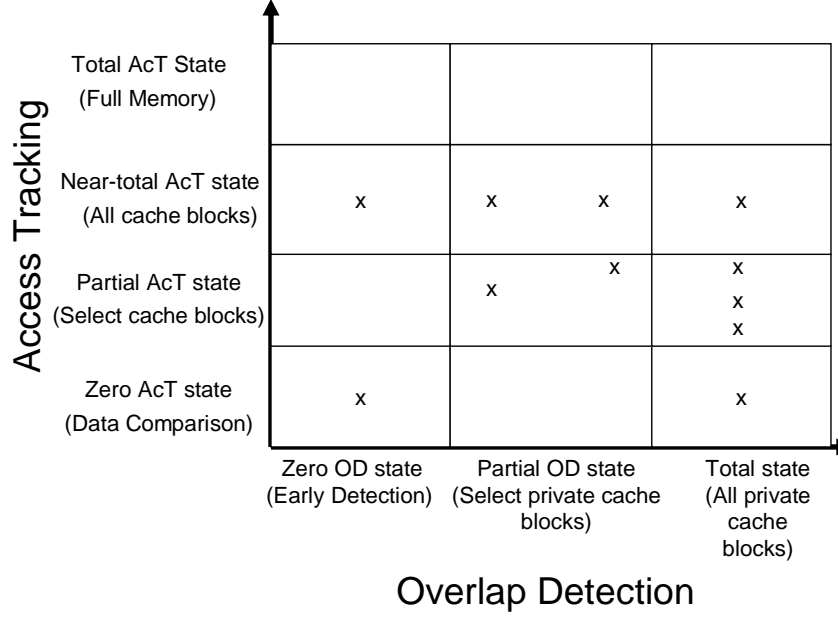 Access Tracking
Total AcT State
(Full Memory)
Near-total AcT state
(All cache blocks)
x
x
x
x
Partial AcT state
(Select cache blocks)
x
x
x
x
x
Zero AcT state
(Data Comparison)
x
x
Zero OD state
(Early Detection)
Partial OD state
(Select private cache
blocks)
Total state
(All private
cache
blocks)
Overlap Detection